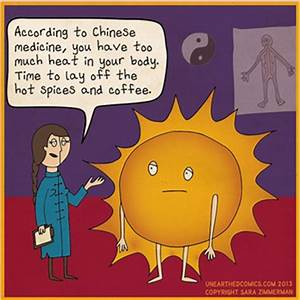 According to Chinese
medicine, you have too
much heat in your body.
Time to lay off the
hot spices and coffee.
UNEARTHEDCOMICS.COM 2013
COPYRIGHT SARA ZIMMERMAN